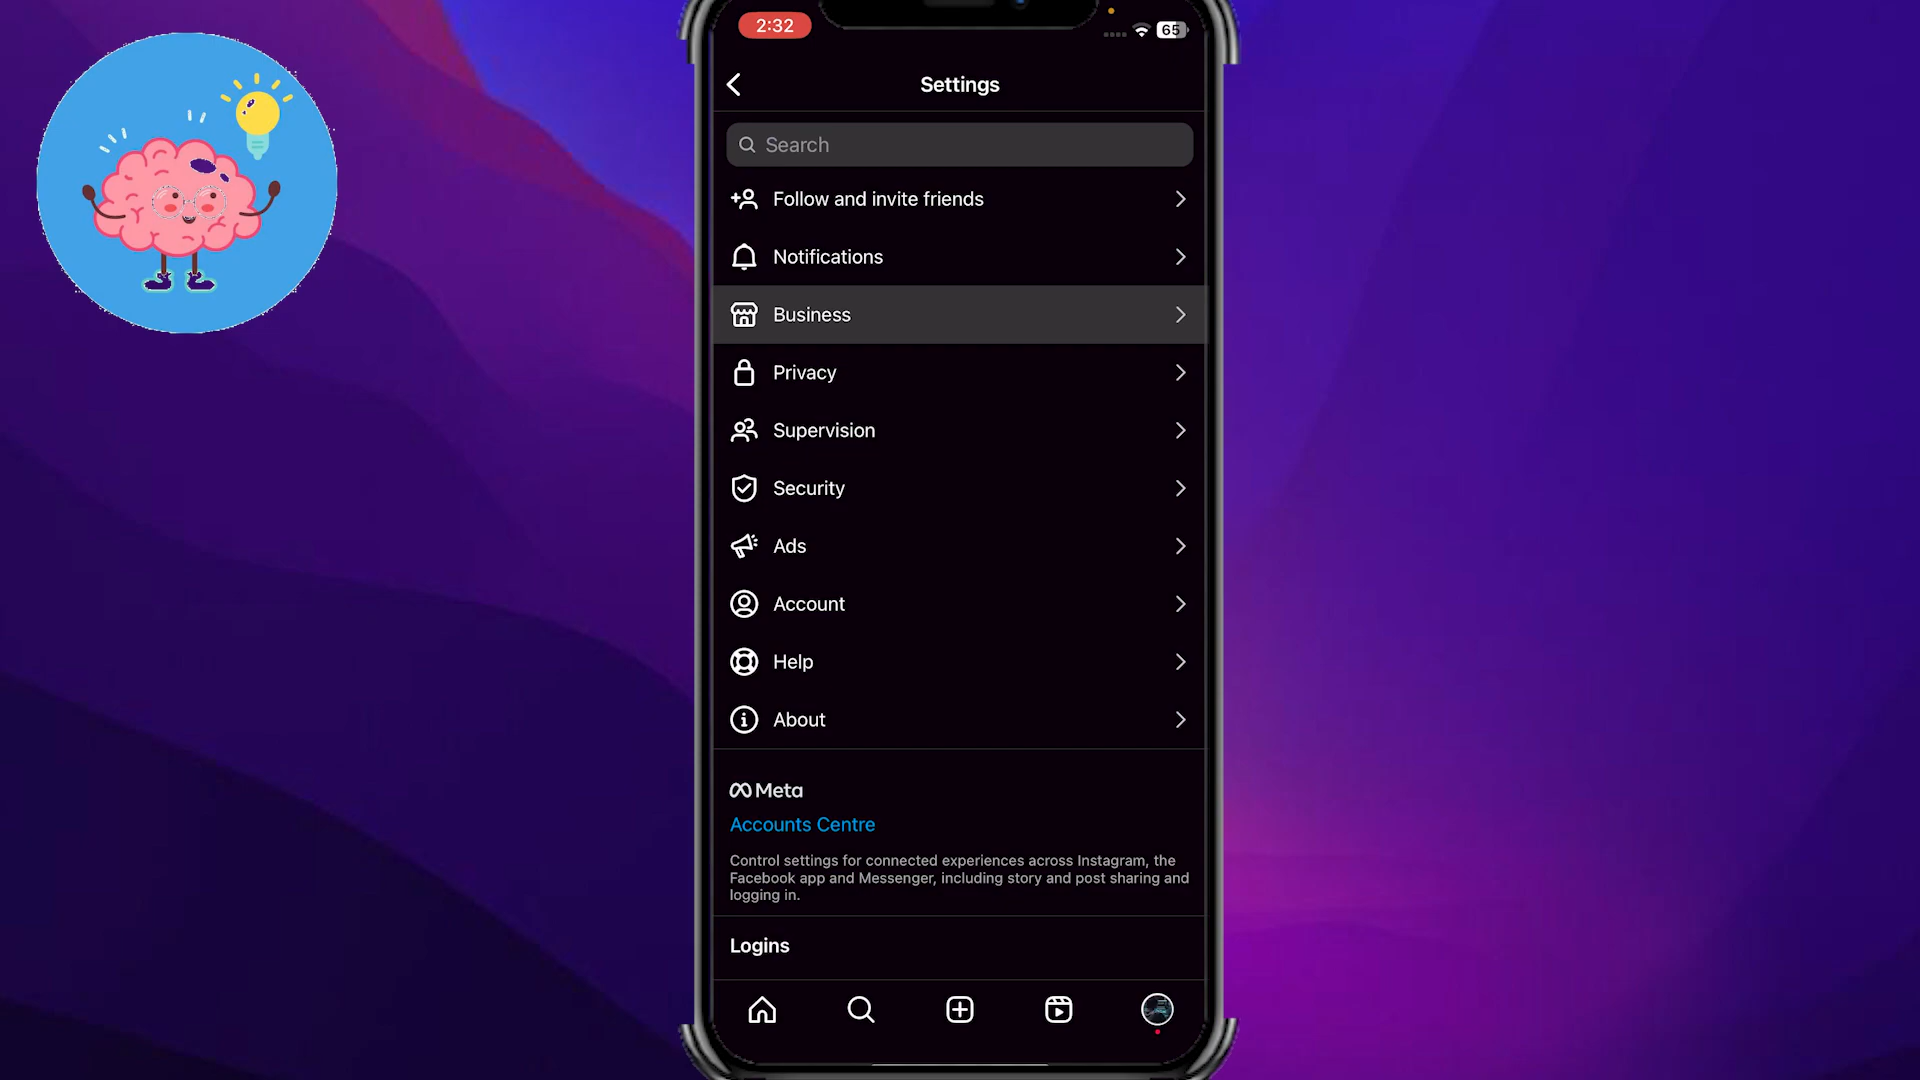 2:32
65
Settings
Search
Follow and invite friends
Notifications
Business
Privacy
Supervision
Security
Ads
Account
Help
About
Meta
Accounts Centre
Control settings for connected experiences across Instagram, the
Facebook app and Messenger, including story and post sharing and
logging in.
Logins